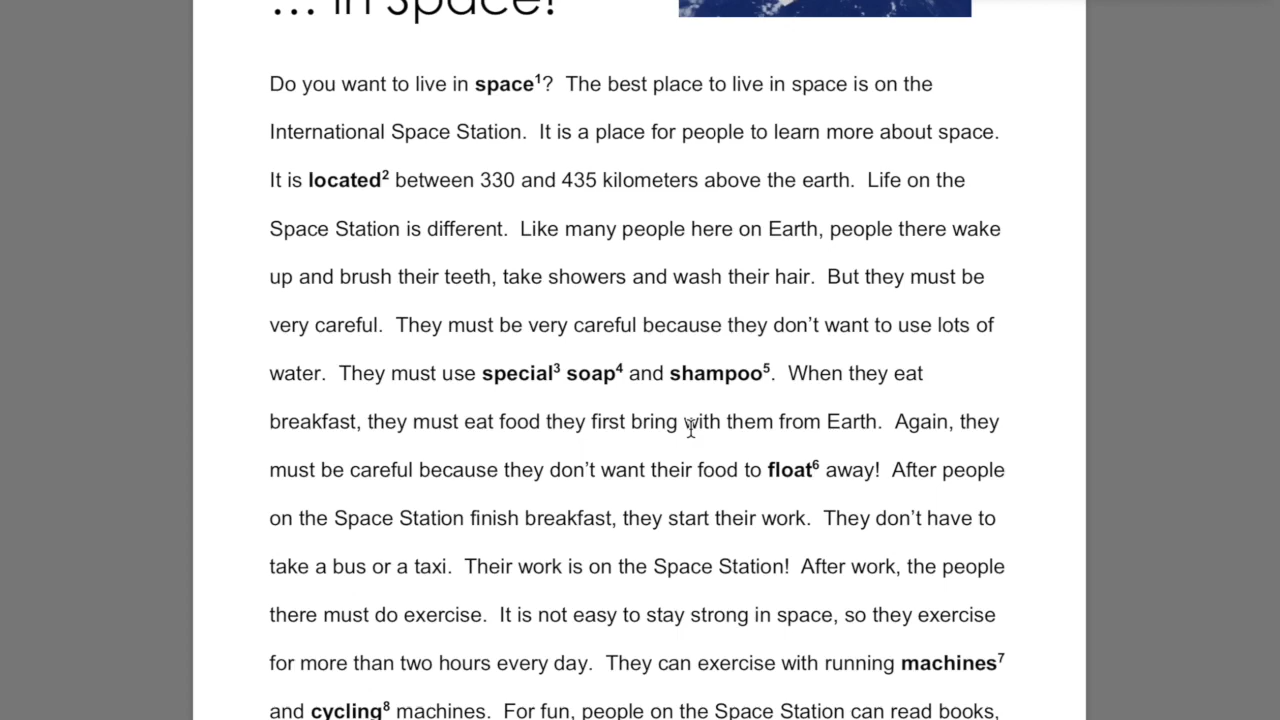 ... in Space!
Do you want to live in space¹?  The best place to live in space is on the
International Space Station.  It is a place for people to learn more about space.
It is located² between 330 and 435 kilometers above the earth.  Life on the
Space Station is different.  Like many people here on Earth, people there wake
up and brush their teeth, take showers and wash their hair.  But they must be
very careful.  They must be very careful because they don’t want to use lots of
water.  They must use special³ soap⁴ and shampoo⁵.  When they eat
breakfast, they must eat food they first bring with them from Earth.  Again, they
must be careful because they don’t want their food to float⁶ away!  After people
on the Space Station finish breakfast, they start their work.  They don’t have to
take a bus or a taxi.  Their work is on the Space Station!  After work, the people
there must do exercise.  It is not easy to stay strong in space, so they exercise
for more than two hours every day.  They can exercise with running machines⁷
and cycling⁸ machines.  For fun, people on the Space Station can read books,